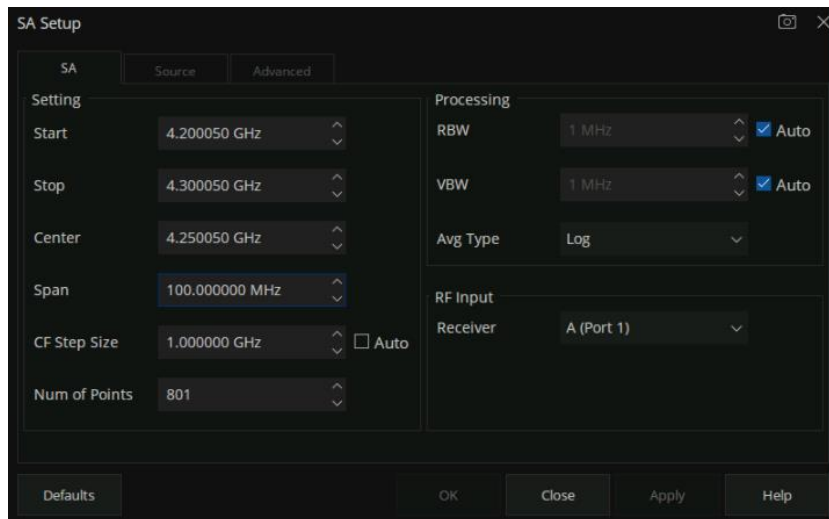 SA Setup
SA Source Advanced
Setting
Start 4.200050 GHz
Stop 4.300050 GHz
Center 4.250050 GHz
Span 100.000000 MHz
CF Step Size 1.000000 GHz Auto
Num of Points 801
Processing
RBW 1 MHz Auto
VBW 1 MHz Auto
Avg Type Log
RF Input
Receiver A (Port 1)
Defaults OK Close Apply Help